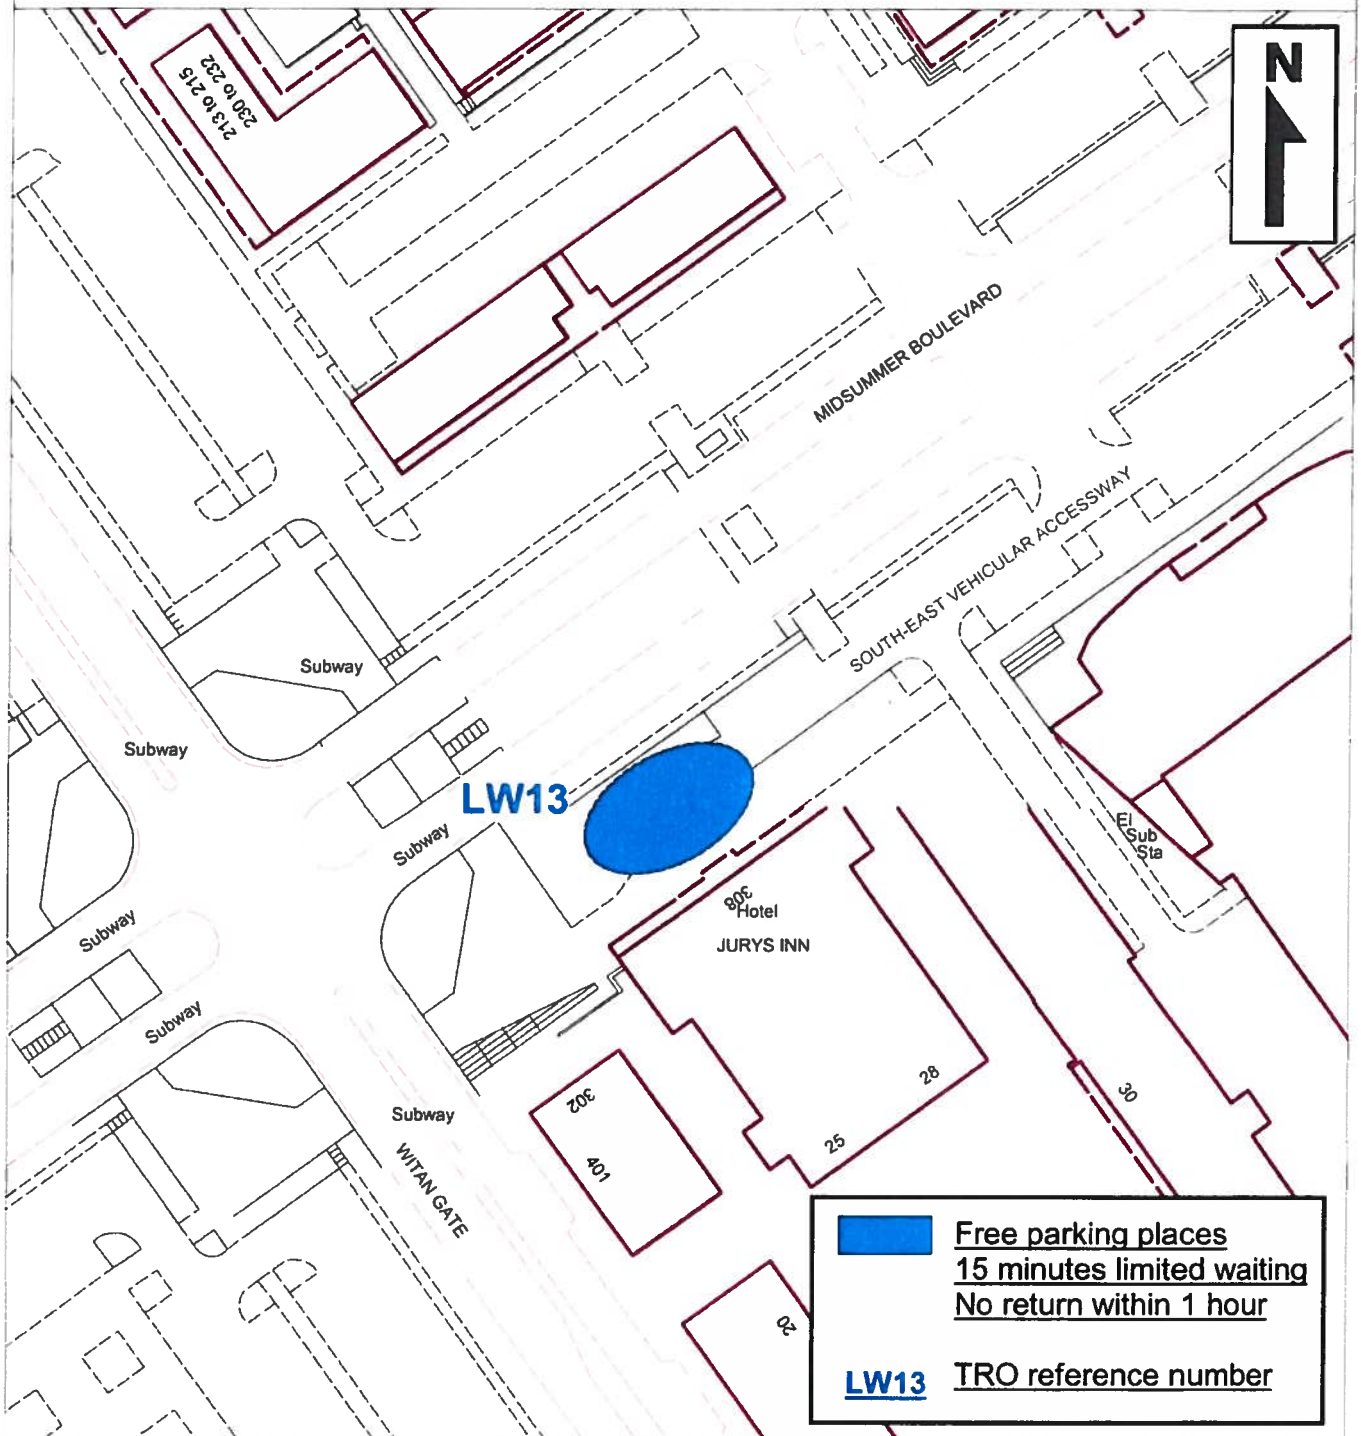 N
213 to 215
230 to 232
MIDSUMMER BOULEVARD
SOUTH-EAST VEHICULAR ACCESSWAY
Subway
Subway
LW13
Subway
El
Sub
Sta
308
Hotel
JURYS INN
Subway
Subway
302
28
30
Subway
25
401
WITAN GATE
20
Free parking places
15 minutes limited waiting
No return within 1 hour
LW13 TRO reference number